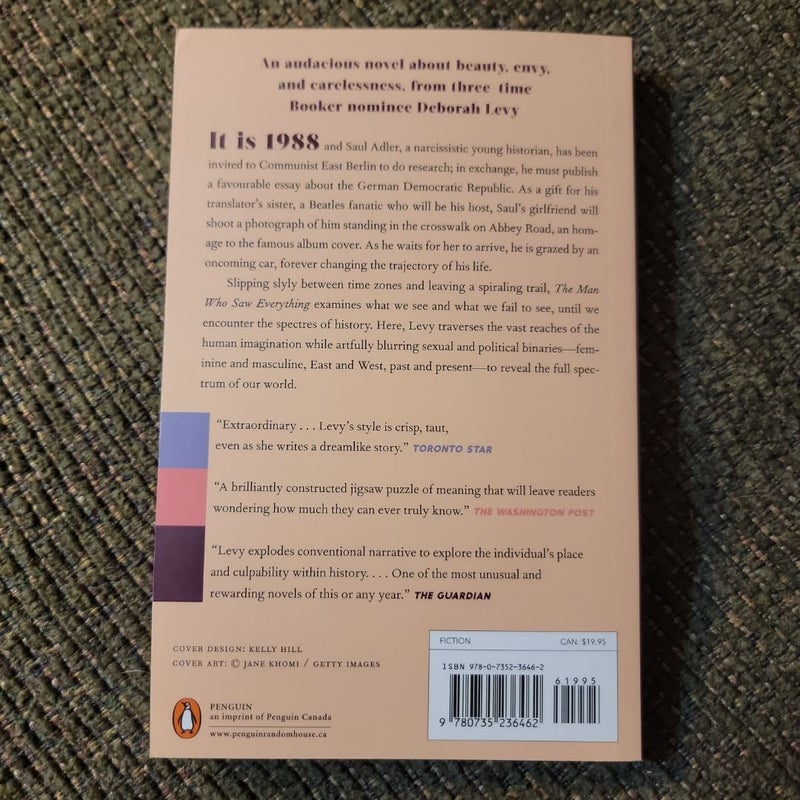 An audacious novel about beauty, envy,
and carelessness, from three-time
Booker nominee Deborah Levy
It is 1988 and Saul Adler, a narcissistic young historian, has been
invited to Communist East Berlin to do research; in exchange, he must publish
a favourable essay about the German Democratic Republic. As a gift for his
translator's sister, a Beatles fanatic who will be his host, Saul's girlfriend will
shoot a photograph of him standing in the crosswalk on Abbey Road, an hom-
age to the famous album cover. As he waits for her to arrive, he is grazed by an
oncoming car, forever changing the trajectory of his life.
Slipping slyly between time zones and leaving a spiraling trail, The Man
Who Saw Everything examines what we see and what we fail to see, until we
encounter the spectres of history. Here, Levy traverses the vast reaches of the
human imagination while artfully blurring sexual and political binaries—fem-
inine and masculine, East and West, past and present—to reveal the full spec-
trum of our world.
“Extraordinary . . . Levy's style is crisp, taut,
even as she writes a dreamlike story.” TORONTO STAR
“A brilliantly constructed jigsaw puzzle of meaning that will leave readers
wondering how much they can ever truly know.” THE WASHINGTON POST
“Levy explodes conventional narrative to explore the individual's place
and culpability within history. . . . One of the most unusual and
rewarding novels of this or any year.” THE GUARDIAN
COVER DESIGN: KELLY HILL
COVER ART: © JANE KHOMI / GETTY IMAGES
PENGUIN
an imprint of Penguin Canada
www.penguinrandomhouse.ca
FICTION CAN. $19.95
ISBN 978-0-7352-3646-2
61995
9 780735 236462